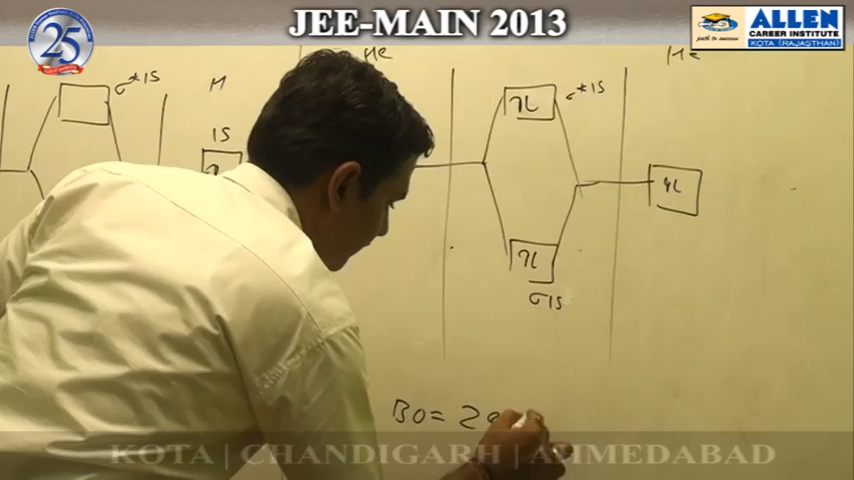 JEE-MAIN 2013
25
path to success
ALLEN
CAREER INSTITUTE
KOTA (RAJASTHAN)
He
He
σ*1S
H
σ*1S
1S
σ1S
BO = 2
KOTA | CHANDIGARH | AHMEDABAD